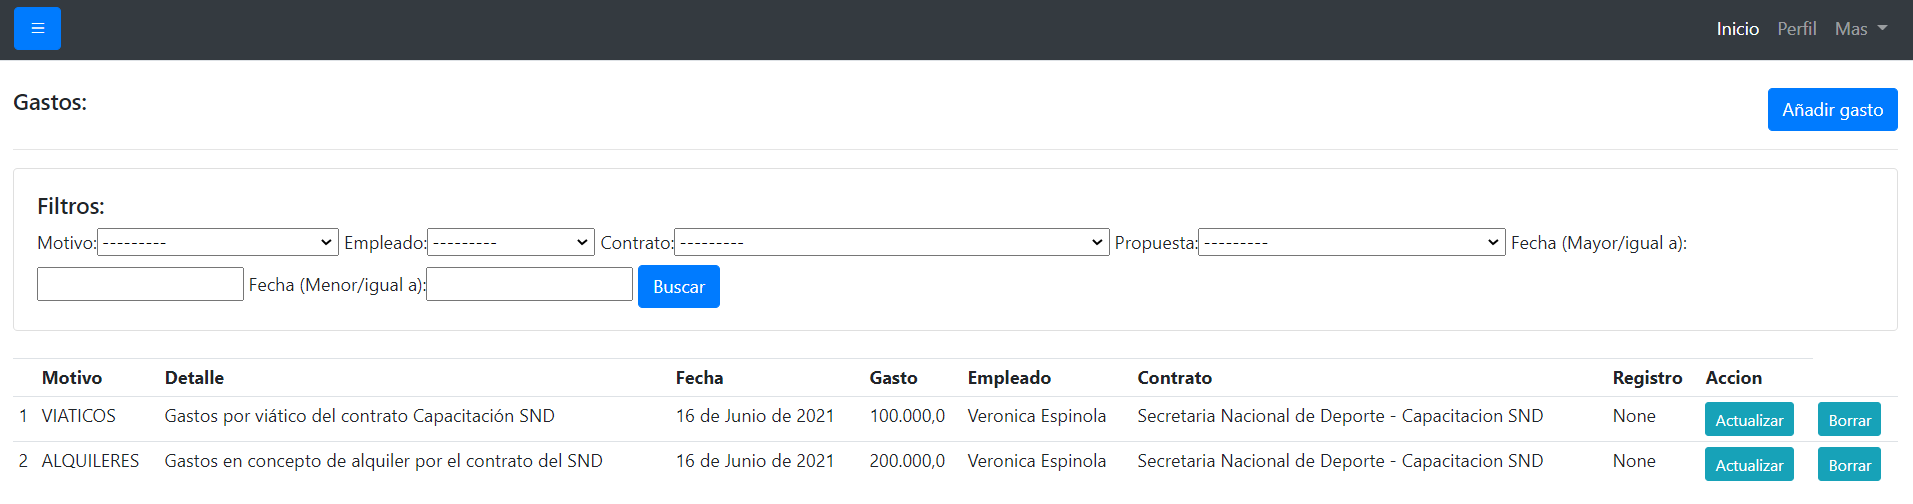 Inicio Perfil Mas
Gastos:
Añadir gasto
Filtros:
Motivo: --------- Empleado: --------- Contrato: --------- Propuesta: --------- Fecha (Mayor/igual a):
Fecha (Menor/igual a): Buscar
Motivo Detalle Fecha Gasto Empleado Contrato Registro Accion
1 VIATICOS Gastos por viático del contrato Capacitación SND 16 de Junio de 2021 100.000,0 Veronica Espinola Secretaria Nacional de Deporte - Capacitacion SND None Actualizar Borrar
2 ALQUILERES Gastos en concepto de alquiler por el contrato del SND 16 de Junio de 2021 200.000,0 Veronica Espinola Secretaria Nacional de Deporte - Capacitacion SND None Actualizar Borrar